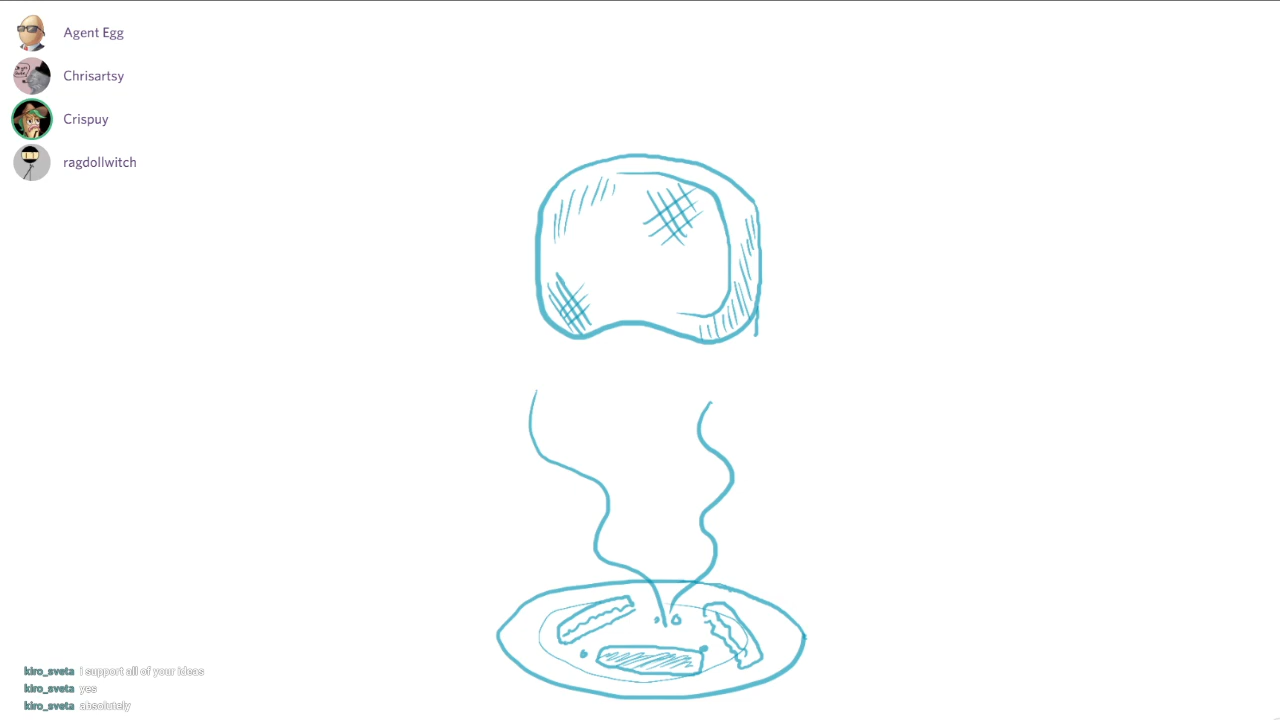 Agent Egg
Chrisartsy
Crispuy
ragdollwitch
kiro_sveta i support all of your ideas
kiro_sveta yes
kiro_sveta absolutely